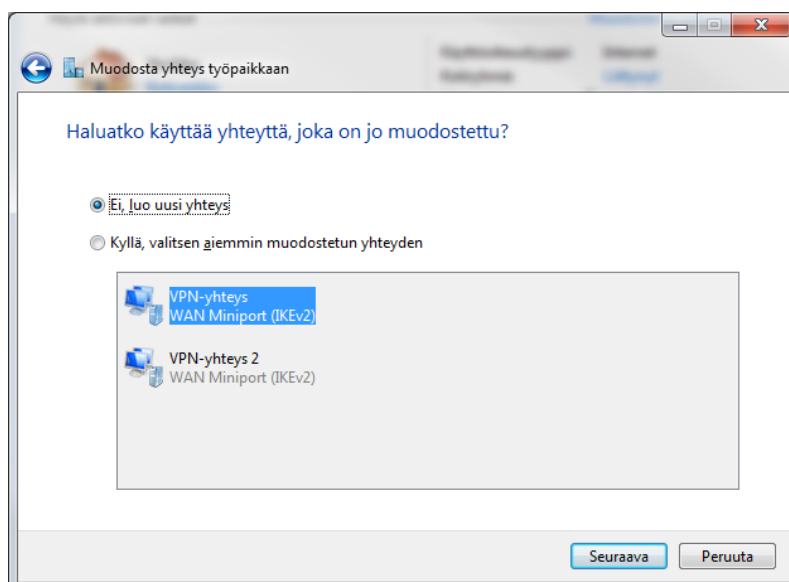 Muodosta yhteys työpaikkaan
Haluatko käyttää yhteyttä, joka on jo muodostettu?
Ei, luo uusi yhteys
Kyllä, valitsen aiemmin muodostetun yhteyden
VPN-yhteys
WAN Miniport (IKEv2)
VPN-yhteys 2
WAN Miniport (IKEv2)
Seuraava
Peruuta